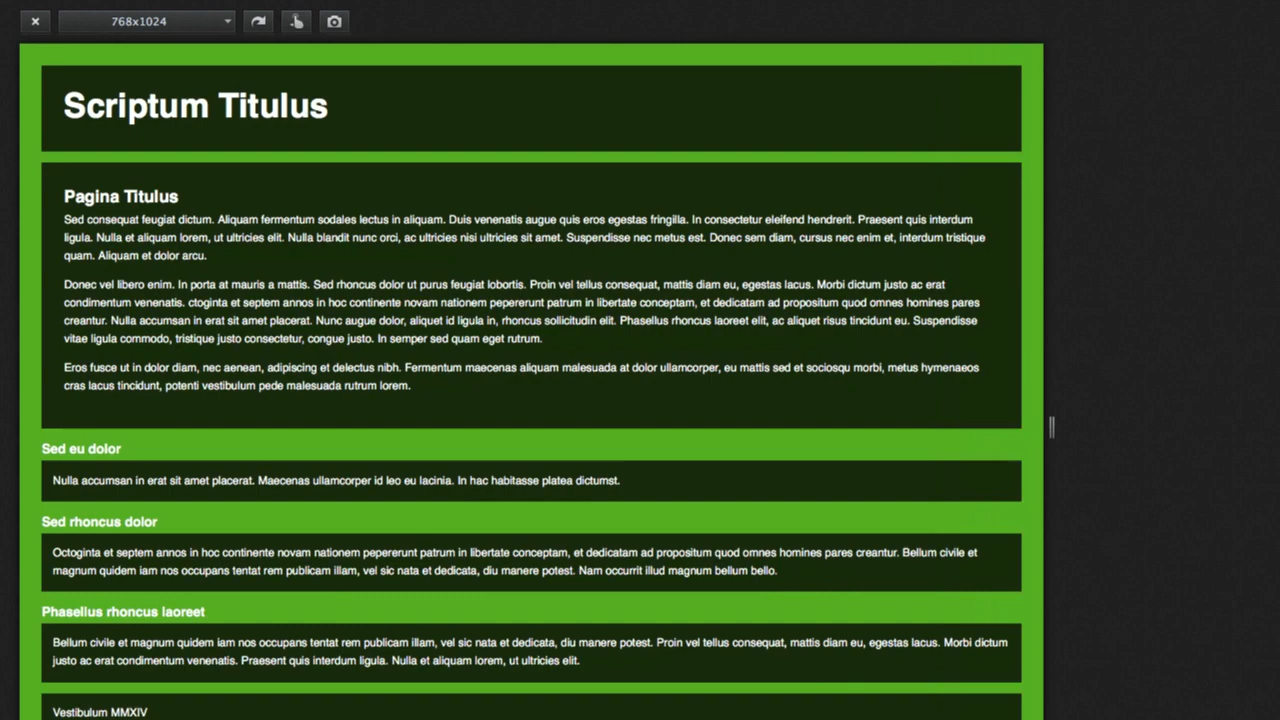 768x1024
Scriptum Titulus
Pagina Titulus
Sed consequat feugiat dictum. Aliquam fermentum sodales lectus in aliquam. Duis venenatis augue quis eros egestas fringilla. In consectetur eleifend hendrerit. Praesent quis interdum
ligula. Nulla et aliquam lorem, ut ultricies elit. Nulla blandit nunc orci, ac ultricies nisi ultricies sit amet. Suspendisse nec metus est. Donec sem diam, cursus nec enim et, interdum tristique
quam. Aliquam et dolor arcu.
Donec vel libero enim. In porta at mauris a mattis. Sed rhoncus dolor ut purus feugiat lobortis. Proin vel tellus consequat, mattis diam eu, egestas lacus. Morbi dictum justo ac erat
condimentum venenatis. ctoginta et septem annos in hoc continente novam nationem pepererunt patrum in libertate conceptam, et dedicatam ad propositum quod omnes homines pares
creantur. Nulla accumsan in erat sit amet placerat. Nunc augue dolor, aliquet id ligula in, rhoncus sollicitudin elit. Phasellus rhoncus laoreet elit, ac aliquet risus tincidunt eu. Suspendisse
vitae ligula commodo, tristique justo consectetur, congue justo. In semper sed quam eget rutrum.
Eros fusce ut in dolor diam, nec aenean, adipiscing et delectus nibh. Fermentum maecenas aliquam malesuada at dolor ullamcorper, eu mattis sed et sociosqu morbi, metus hymenaeos
cras lacus tincidunt, potenti vestibulum pede malesuada rutrum lorem.
Sed eu dolor
Nulla accumsan in erat sit amet placerat. Maecenas ullamcorper id leo eu lacinia. In hac habitasse platea dictumst.
Sed rhoncus dolor
Octoginta et septem annos in hoc continente novam nationem pepererunt patrum in libertate conceptam, et dedicatam ad propositum quod omnes homines pares creantur. Bellum civile et
magnum quidem iam nos occupans tentat rem publicam illam, vel sic nata et dedicata, diu manere potest. Nam occurrit illud magnum bellum bello.
Phasellus rhoncus laoreet
Bellum civile et magnum quidem iam nos occupans tentat rem publicam illam, vel sic nata et dedicata, diu manere potest. Proin vel tellus consequat, mattis diam eu, egestas lacus. Morbi dictum
justo ac erat condimentum venenatis. Praesent quis interdum ligula. Nulla et aliquam lorem, ut ultricies elit.
Vestibulum MMXIV